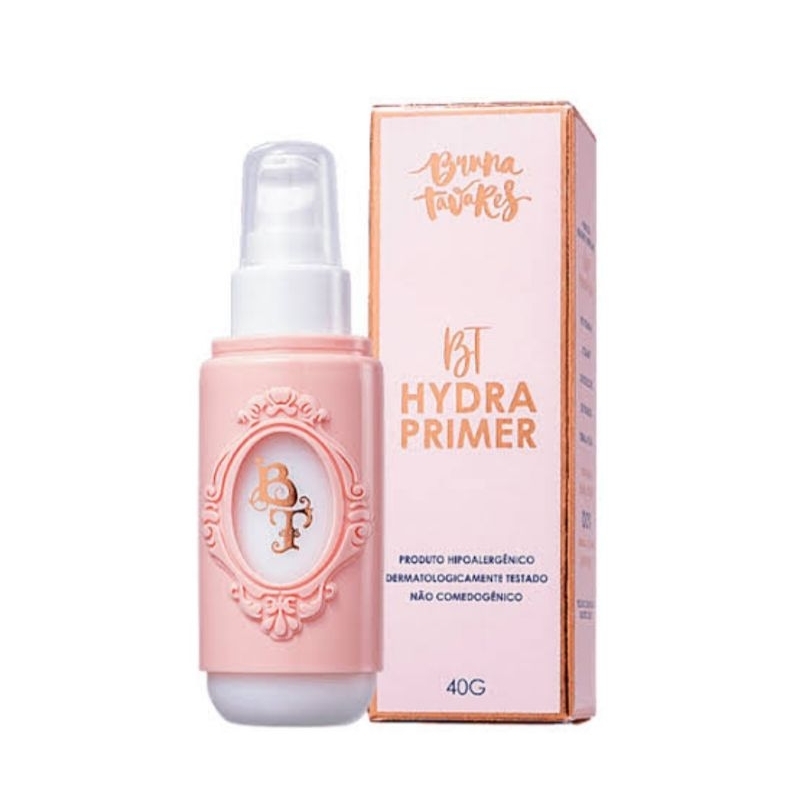 BT
Bruna
tavares
BT
HYDRA
PRIMER
PRODUTO HIPOALERGÊNICO
DERMATOLOGICAMENTE TESTADO
NÃO COMEDOGÊNICO
40G